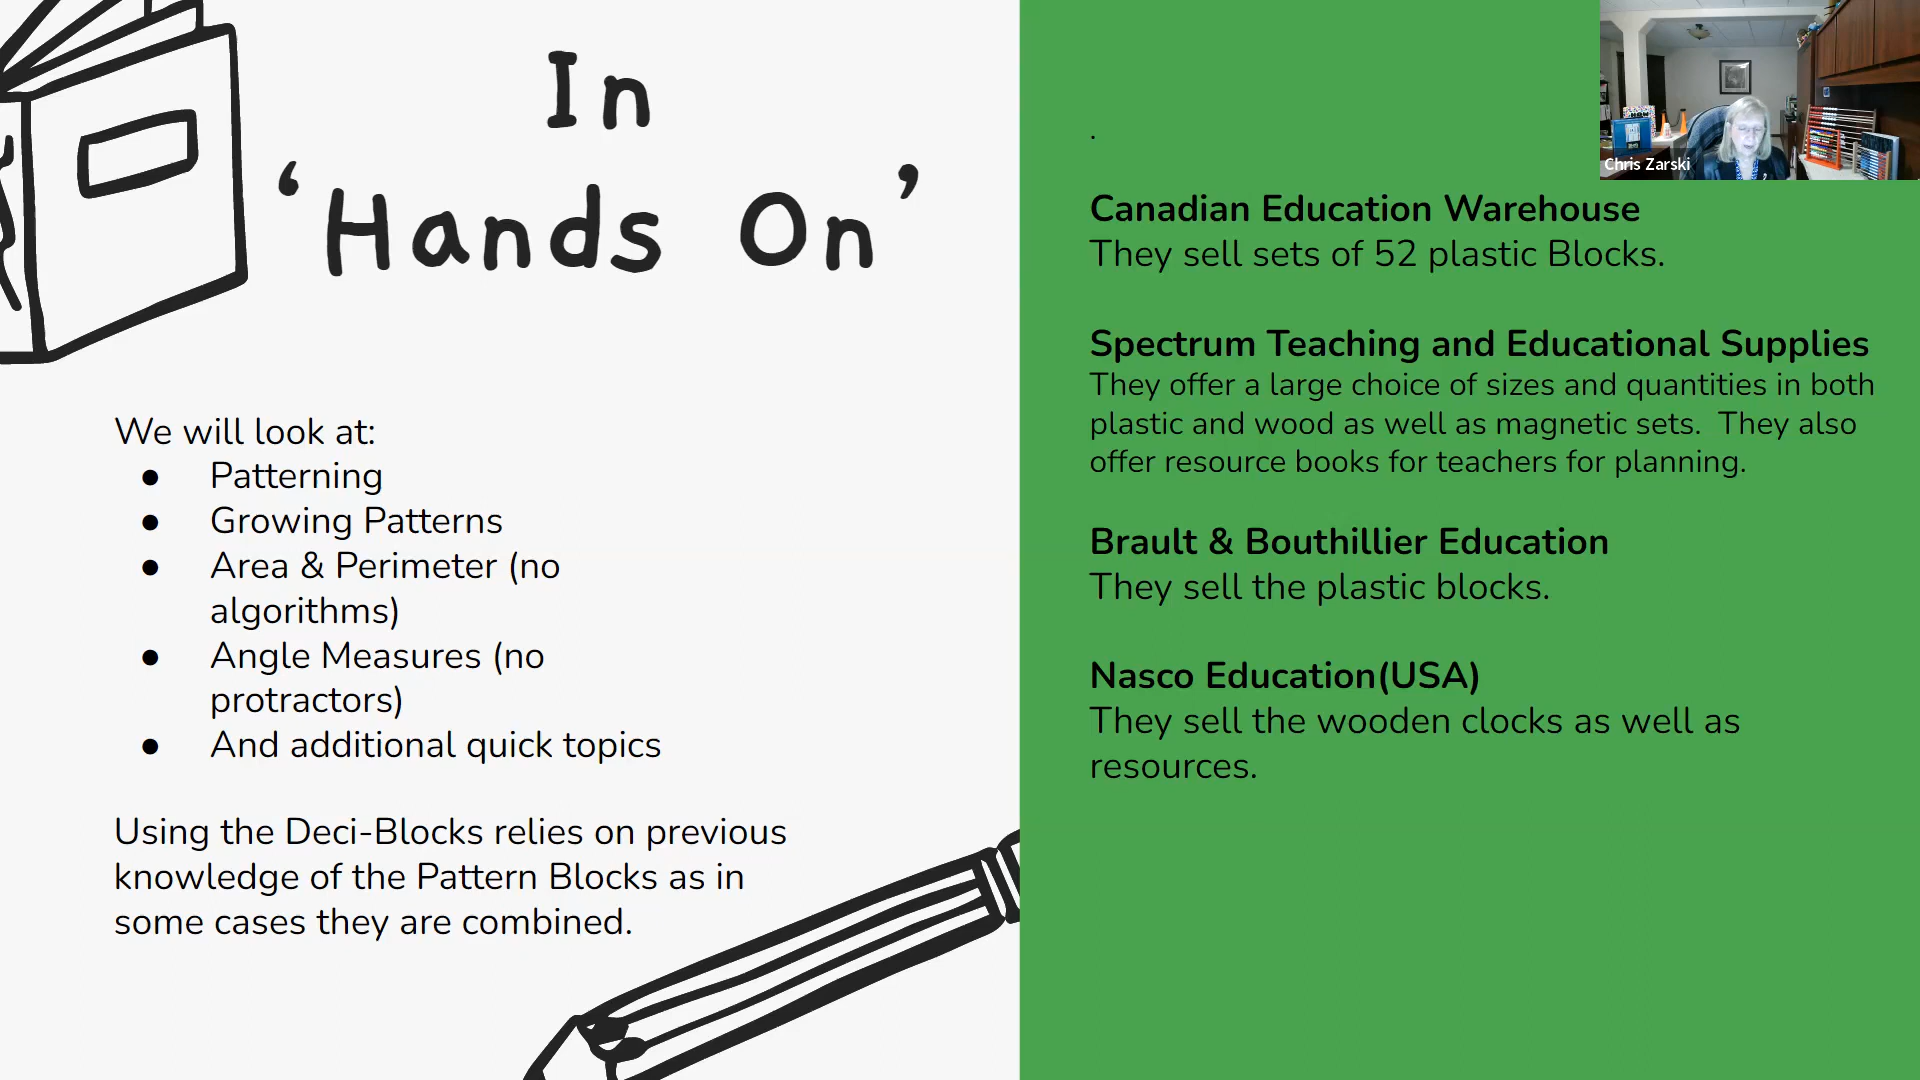 In
‘Hands On’
We will look at:
● Patterning
● Growing Patterns
● Area & Perimeter (no
algorithms)
● Angle Measures (no
protractors)
● And additional quick topics
Using the Deci-Blocks relies on previous
knowledge of the Pattern Blocks as in
some cases they are combined.
.
Canadian Education Warehouse
They sell sets of 52 plastic Blocks.
Spectrum Teaching and Educational Supplies
They offer a large choice of sizes and quantities in both
plastic and wood as well as magnetic sets.  They also
offer resource books for teachers for planning.
Brault & Bouthillier Education
They sell the plastic blocks.
Nasco Education(USA)
They sell the wooden clocks as well as
resources.
Chris Zarski